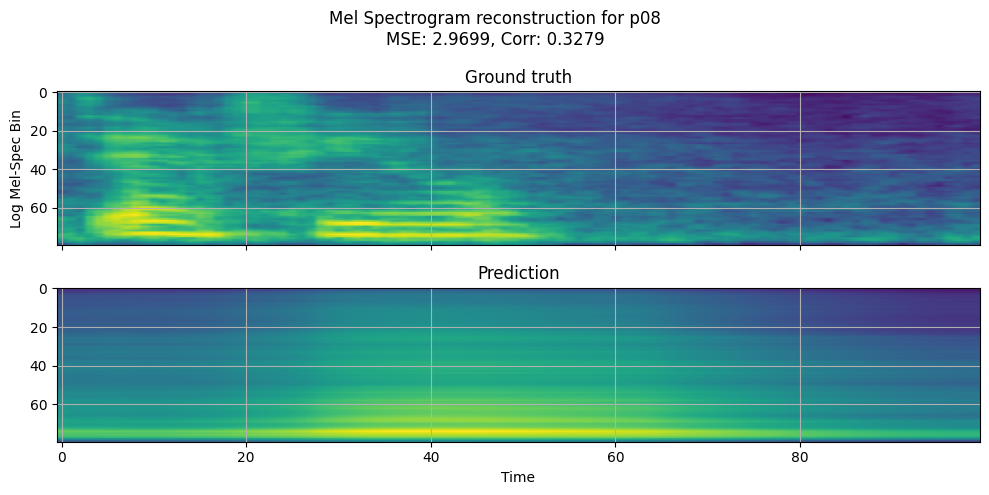 Mel Spectrogram reconstruction for p08
MSE: 2.9699, Corr: 0.3279
Ground truth
0
20
40
60
Log Mel-Spec Bin
Prediction
0
20
40
60
0 20 40 60 80
Time